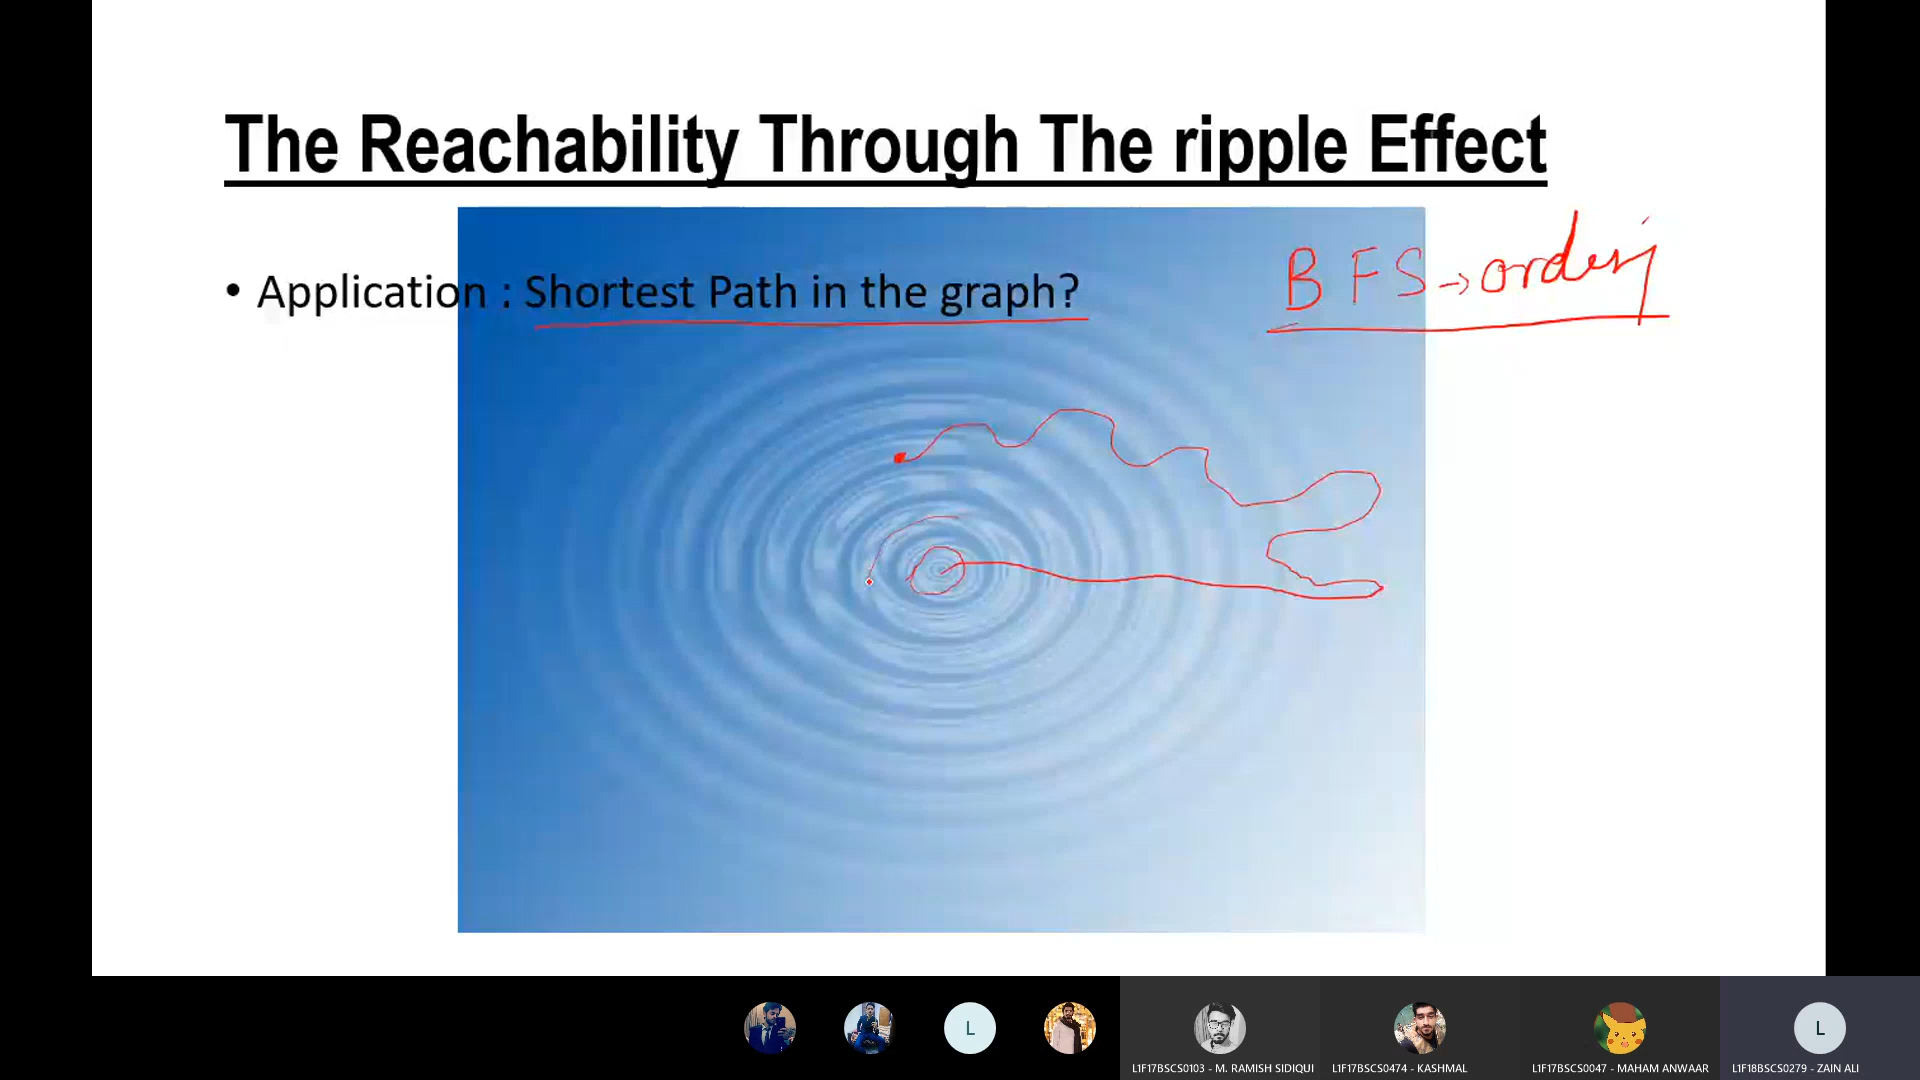 The Reachability Through The ripple Effect
• Application : Shortest Path in the graph?
BFS→
L
L
L1F17BSCS0103 - M. RAMISH SIDIQUI
L1F17BSCS0474 - KASHMAL
L1F17BSCS0047 - MAHAM ANWAAR
L1F18BSCS0279 - ZAIN ALI